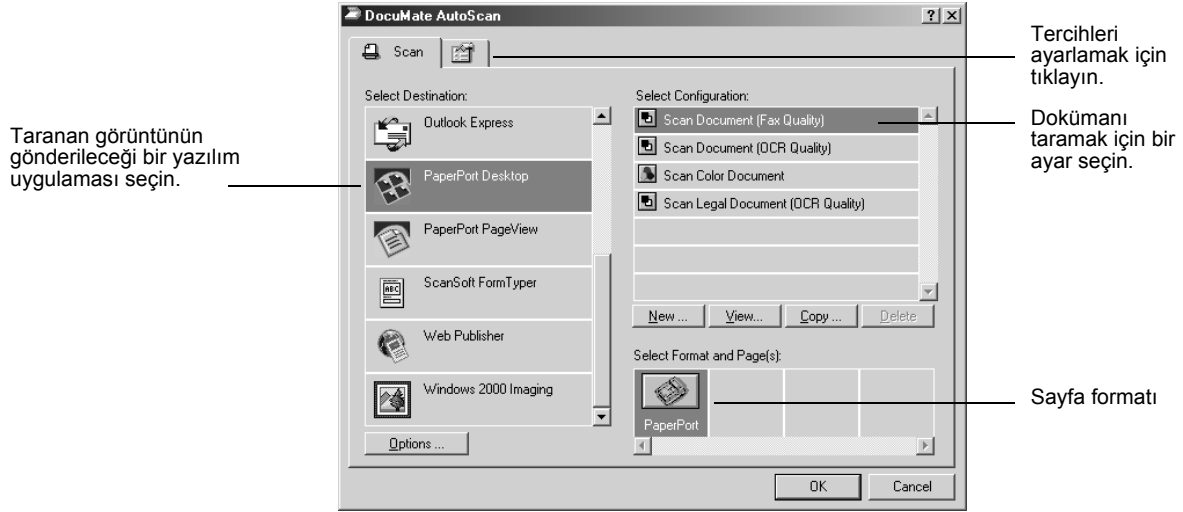 DocuMate AutoScan
Scan
Select Destination:
Outlook Express
PaperPort Desktop
PaperPort PageView
ABC
ScanSoft FormTyper
Web Publisher
Windows 2000 Imaging
Options ...
Select Configuration:
Scan Document (Fax Quality)
Scan Document (OCR Quality)
Scan Color Document
Scan Legal Document (OCR Quality)
New ... View... Copy ... Delete
Select Format and Page(s):
PaperPort
OK Cancel
Taranan görüntünün
gönderileceği bir yazılım
uygulaması seçin.
Tercihleri
ayarlamak için
tıklayın.
Dokümanı
taramak için bir
ayar seçin.
Sayfa formatı